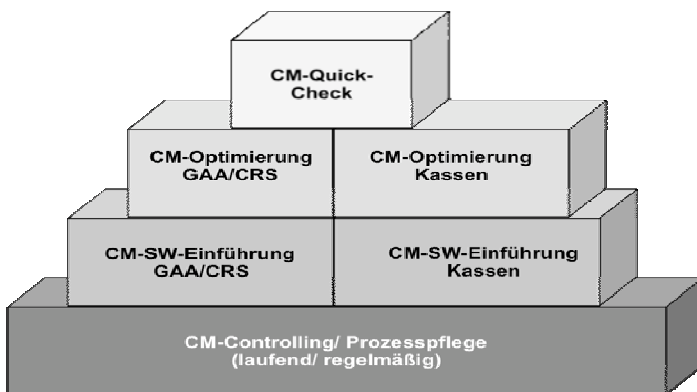 CM-Quick-
Check
CM-Optimierung
GAA/CRS
CM-Optimierung
Kassen
CM-SW-Einführung
GAA/CRS
CM-SW-Einführung
Kassen
CM-Controlling/ Prozesspflege
(laufend/ regelmäßig)